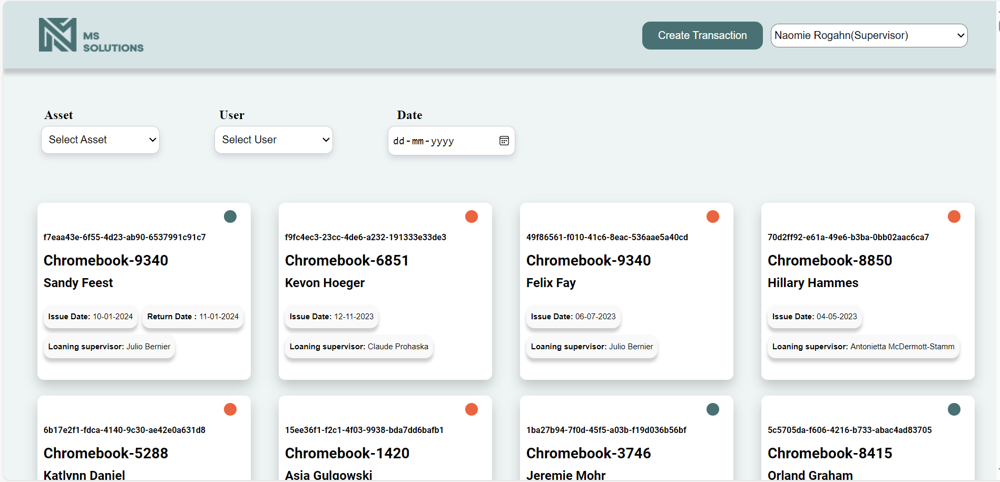 MS
SOLUTIONS
Create Transaction
Naomie Rogahn(Supervisor)
Asset
User
Date
Select Asset
Select User
dd-mm-yyyy
f7eaa43e-6f55-4d23-ab90-6537991c91c7
Chromebook-9340
Sandy Feest
Issue Date: 10-01-2024
Return Date : 11-01-2024
Loaning supervisor: Julio Bernier
f9fc4ec3-23cc-4de6-a232-191333e33de3
Chromebook-6851
Kevon Hoeger
Issue Date: 12-11-2023
Loaning supervisor: Claude Prohaska
49f86561-f010-41c6-8eac-536aae5a40cd
Chromebook-9340
Felix Fay
Issue Date: 06-07-2023
Loaning supervisor: Julio Bernier
70d2ff92-e61a-49e6-b3ba-0bb02aac6ca7
Chromebook-8850
Hillary Hammes
Issue Date: 04-05-2023
Loaning supervisor: Antonietta McDermott-Stamm
6b17e2f1-fdca-4140-9c30-ae42e0a631d8
Chromebook-5288
Katlynn Daniel
15ee36f1-f2c1-4f03-9938-bda7dd6bafb1
Chromebook-1420
Asia Gulgowski
1ba27b94-7f0d-45f5-a03b-f19d036b56bf
Chromebook-3746
Jeremie Mohr
5c5705da-f606-4216-b733-abac4ad83705
Chromebook-8415
Orland Graham